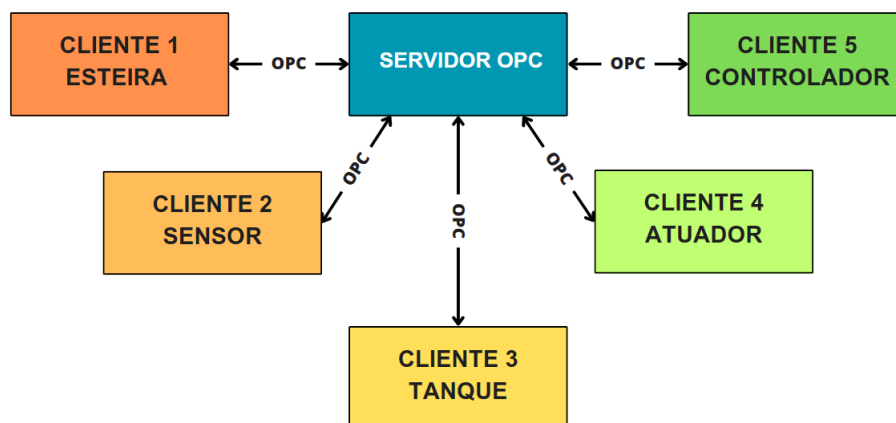 CLIENTE 1
ESTEIRA
OPC
SERVIDOR OPC
OPC
CLIENTE 5
CONTROLADOR
CLIENTE 2
SENSOR
OPC
OPC
OPC
CLIENTE 4
ATUADOR
CLIENTE 3
TANQUE